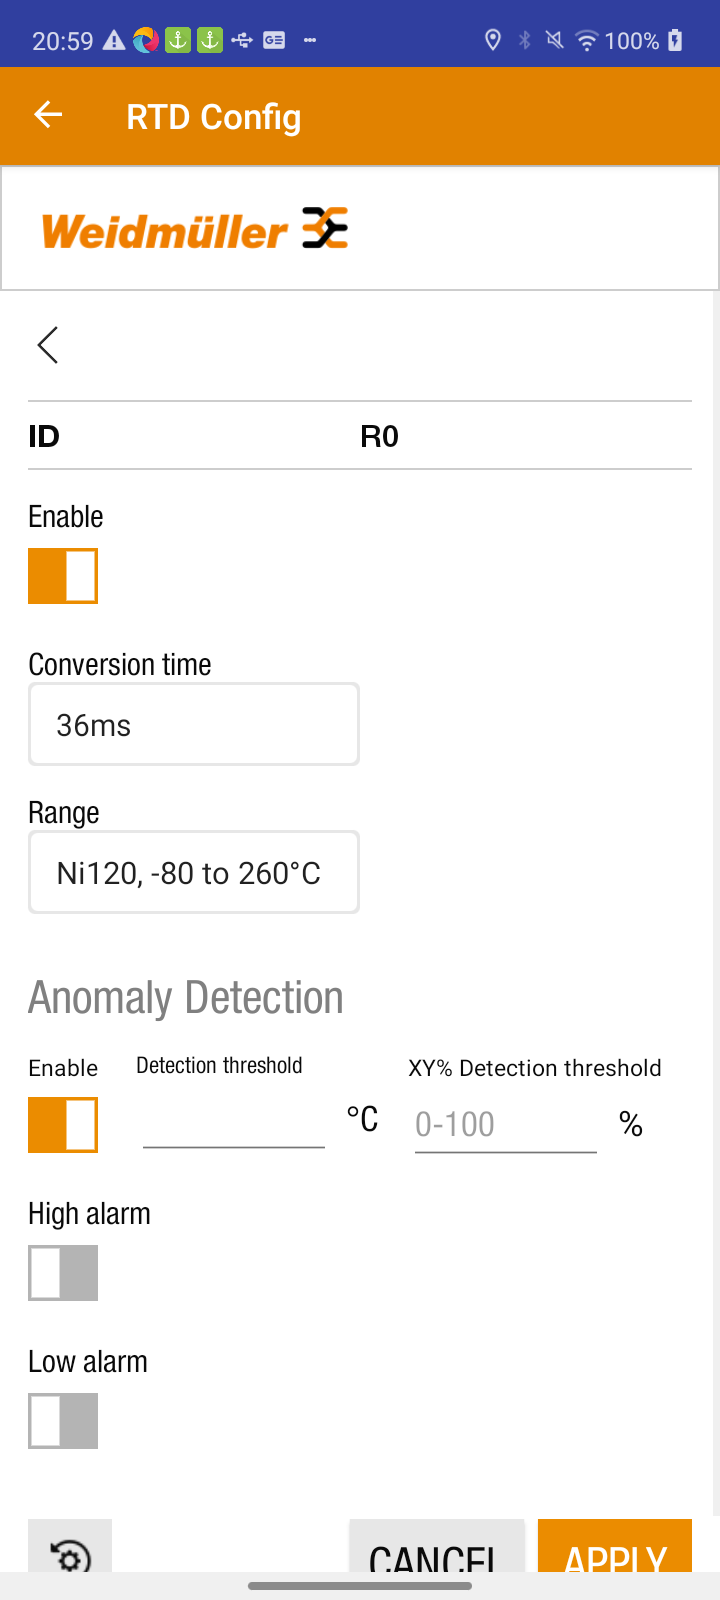 20:59 100%
RTD Config
Weidmüller
ID R0
Enable
Conversion time
36ms
Range
Ni120, -80 to 260°C
Anomaly Detection
Enable Detection threshold XY% Detection threshold
°C 0-100 %
High alarm
Low alarm
CANCEL APPLY